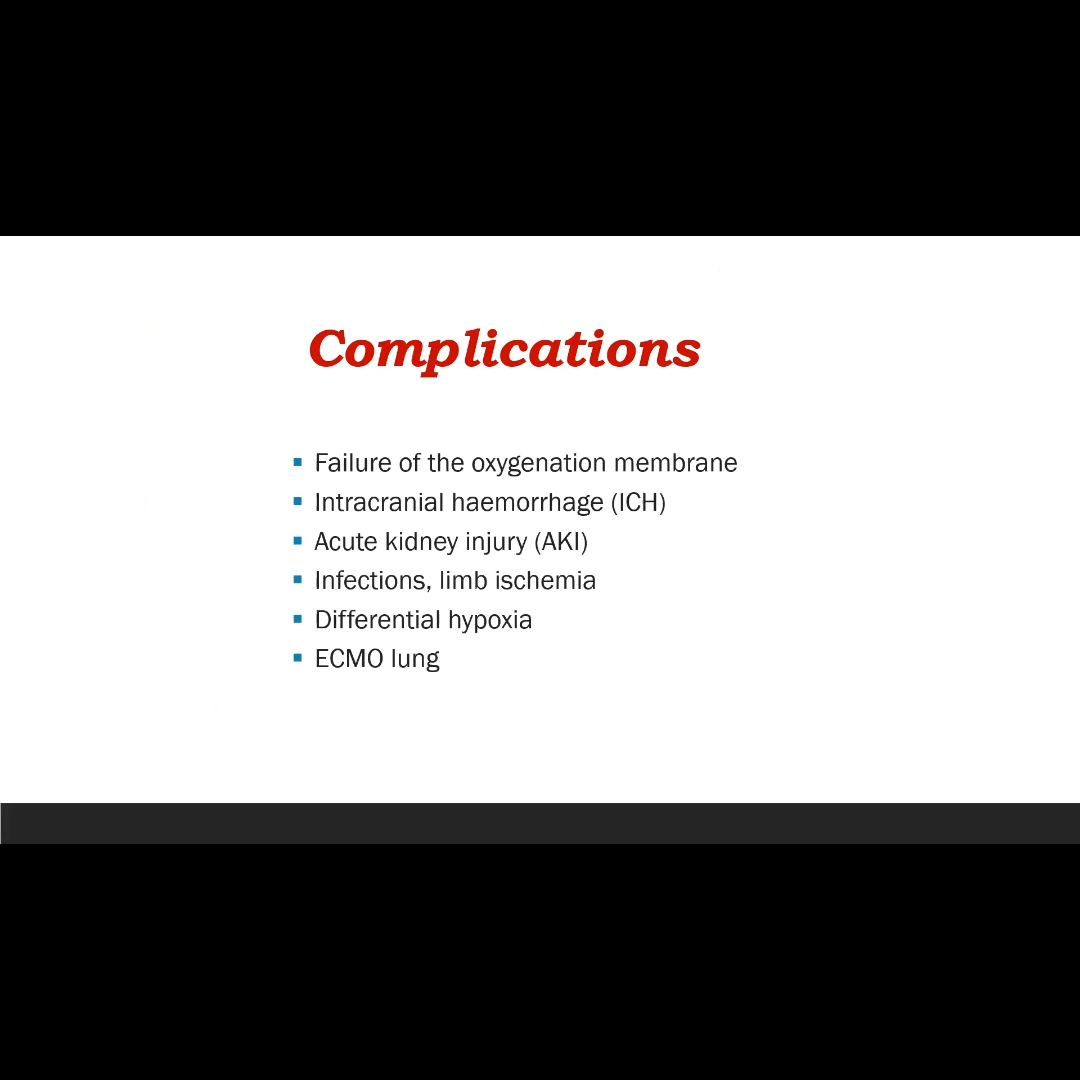 Complications
▪ Failure of the oxygenation membrane
▪ Intracranial haemorrhage (ICH)
▪ Acute kidney injury (AKI)
▪ Infections, limb ischemia
▪ Differential hypoxia
▪ ECMO lung